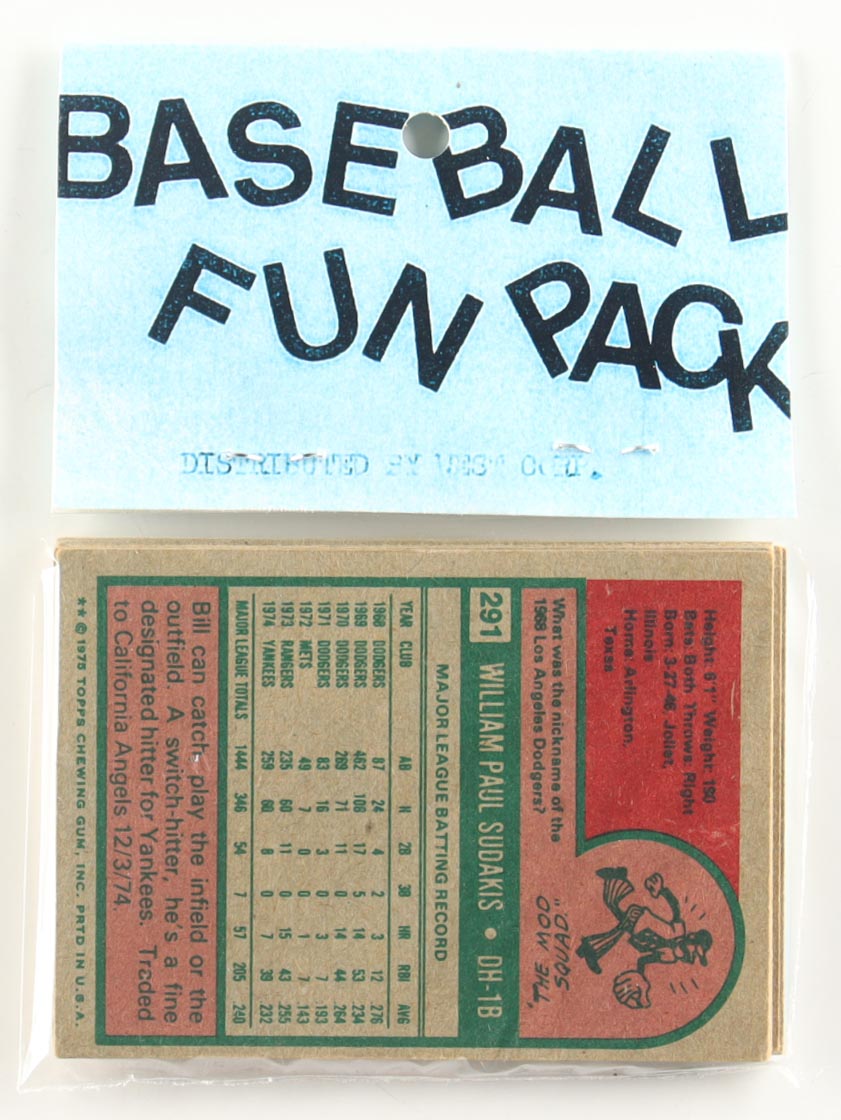 BASEBALL
FUN PACK
DISTRIBUTED BY CORP.
Height: 6'1" Weight: 190
Bats: Both Throws: Right
Born: 3-27-46 Joliet,
Illinois
Home: Arlington,
Texas
What was the nickname of the
1969 Los Angeles Dodgers?
"THE MOD
SQUAD"
291 WILLIAM PAUL SUDAKIS • DH-1B
MAJOR LEAGUE BATTING RECORD
YEAR CLUB AB H 2B 3B HR RBI AVG
1968 DODGERS 87 24 4 2 3 12 276
1969 DODGERS 462 108 17 5 14 53 234
1970 DODGERS 269 71 11 0 14 44 264
1971 DODGERS 83 16 3 0 3 7 193
1972 METS 49 7 0 0 1 7 143
1973 RANGERS 235 60 11 0 15 43 255
1974 YANKEES 259 60 8 0 7 39 232
MAJOR LEAGUE TOTALS 1444 346 54 7 57 205 240
Bill can catch, play the infield or the
outfield. A switch-hitter, he's a fine
designated hitter for Yankees. Traded
to California Angels 12/3/74.
★★ © 1975 TOPPS CHEWING GUM, INC. PRTD IN U.S.A.